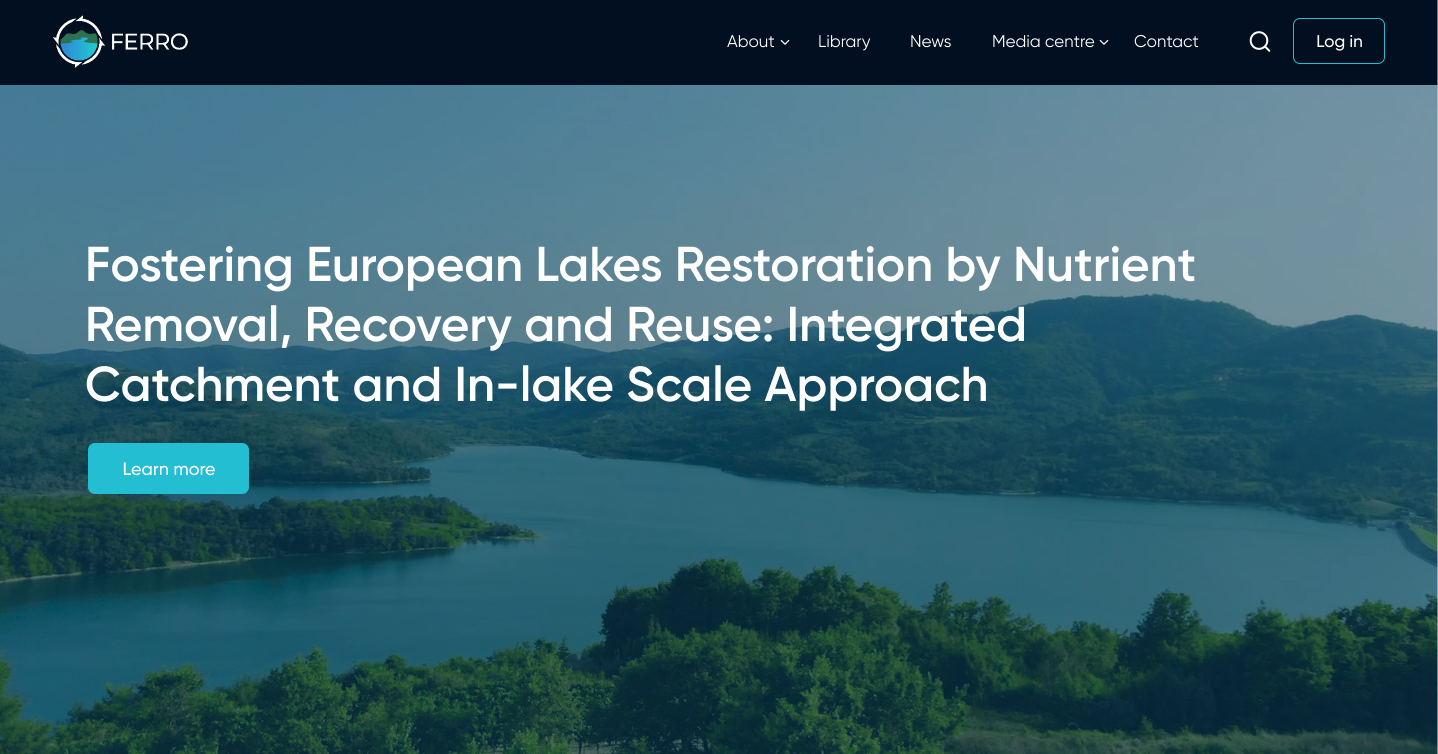 FERRO
About
Library
News
Media centre
Contact
Log in
Fostering European Lakes Restoration by Nutrient
Removal, Recovery and Reuse: Integrated
Catchment and In-lake Scale Approach
Learn more